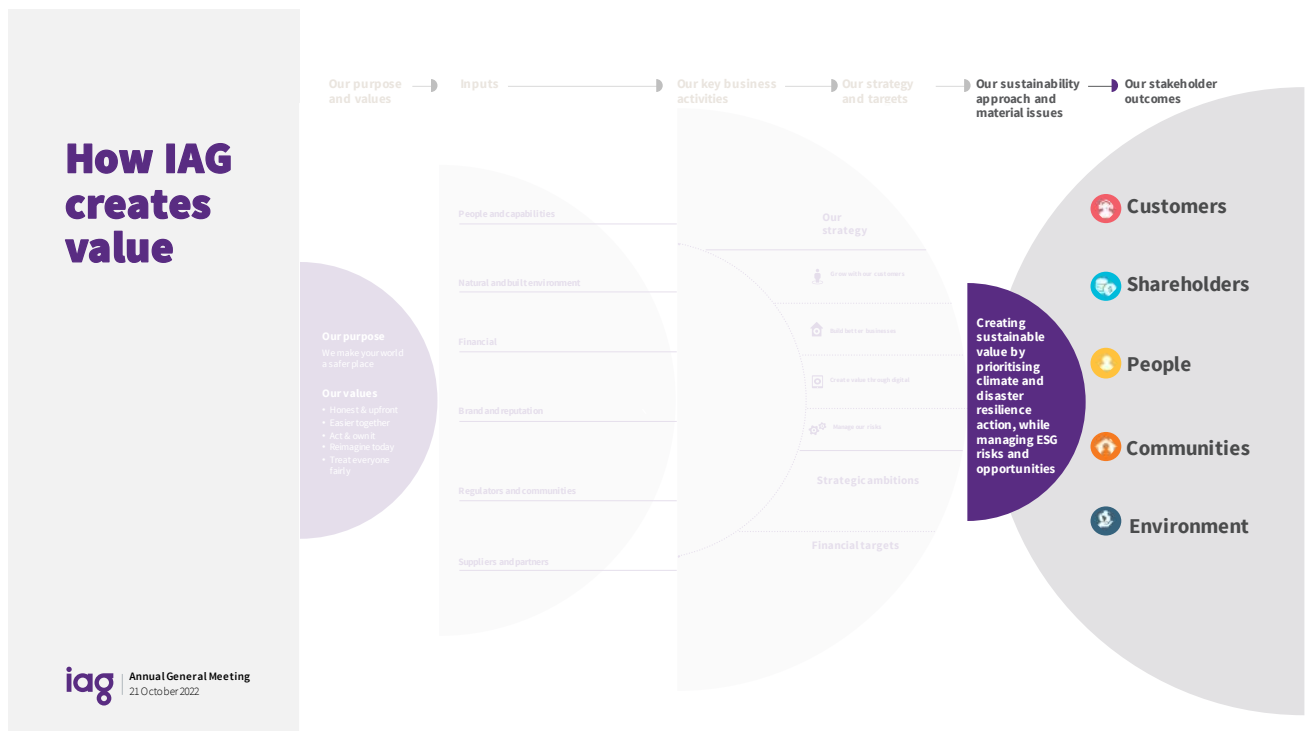 How IAG
creates
value
iag
Annual General Meeting
21 October 2022
Our purpose
and values
Inputs
Our key business
activities
Our strategy
and targets
Our sustainability
approach and
material issues
Our stakeholder
outcomes
Our purpose
We make your world
a safer place
Our values
• Honest & upfront
• Easier together
• Act & own it
• Reimagine today
• Treat everyone
fairly
People and capabilities
Natural and built environment
Financial
Brand and reputation
Regulators and communities
Suppliers and partners
Our
strategy
Grow with our customers
Build better businesses
Create value through digital
Manage our risks
Strategic ambitions
Financial targets
Creating
sustainable
value by
prioritising
climate and
disaster
resilience
action, while
managing ESG
risks and
opportunities
Customers
Shareholders
People
Communities
Environment